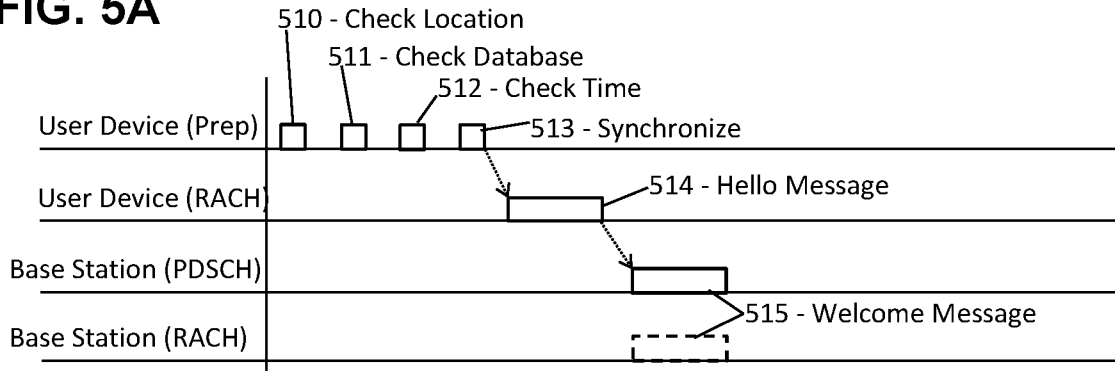 FIG. 5A
510 - Check Location
511 - Check Database
512 - Check Time
User Device (Prep)
513 - Synchronize
User Device (RACH)
514 - Hello Message
Base Station (PDSCH)
515 - Welcome Message
Base Station (RACH)